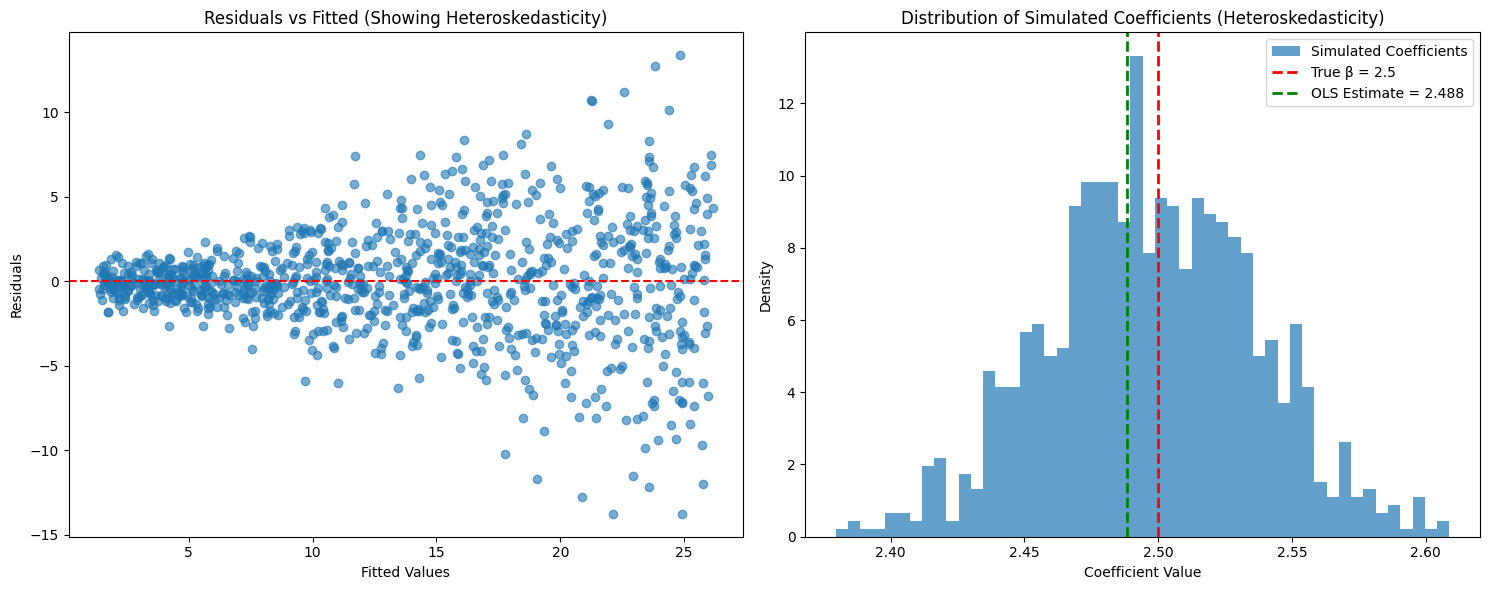 Residuals vs Fitted (Showing Heteroskedasticity)
Residuals
10
5
0
−5
−10
−15
5
10
15
20
25
Fitted Values
Distribution of Simulated Coefficients (Heteroskedasticity)
Simulated Coefficients
True β = 2.5
OLS Estimate = 2.488
Density
12
10
8
6
4
2
0
2.40
2.45
2.50
2.55
2.60
Coefficient Value